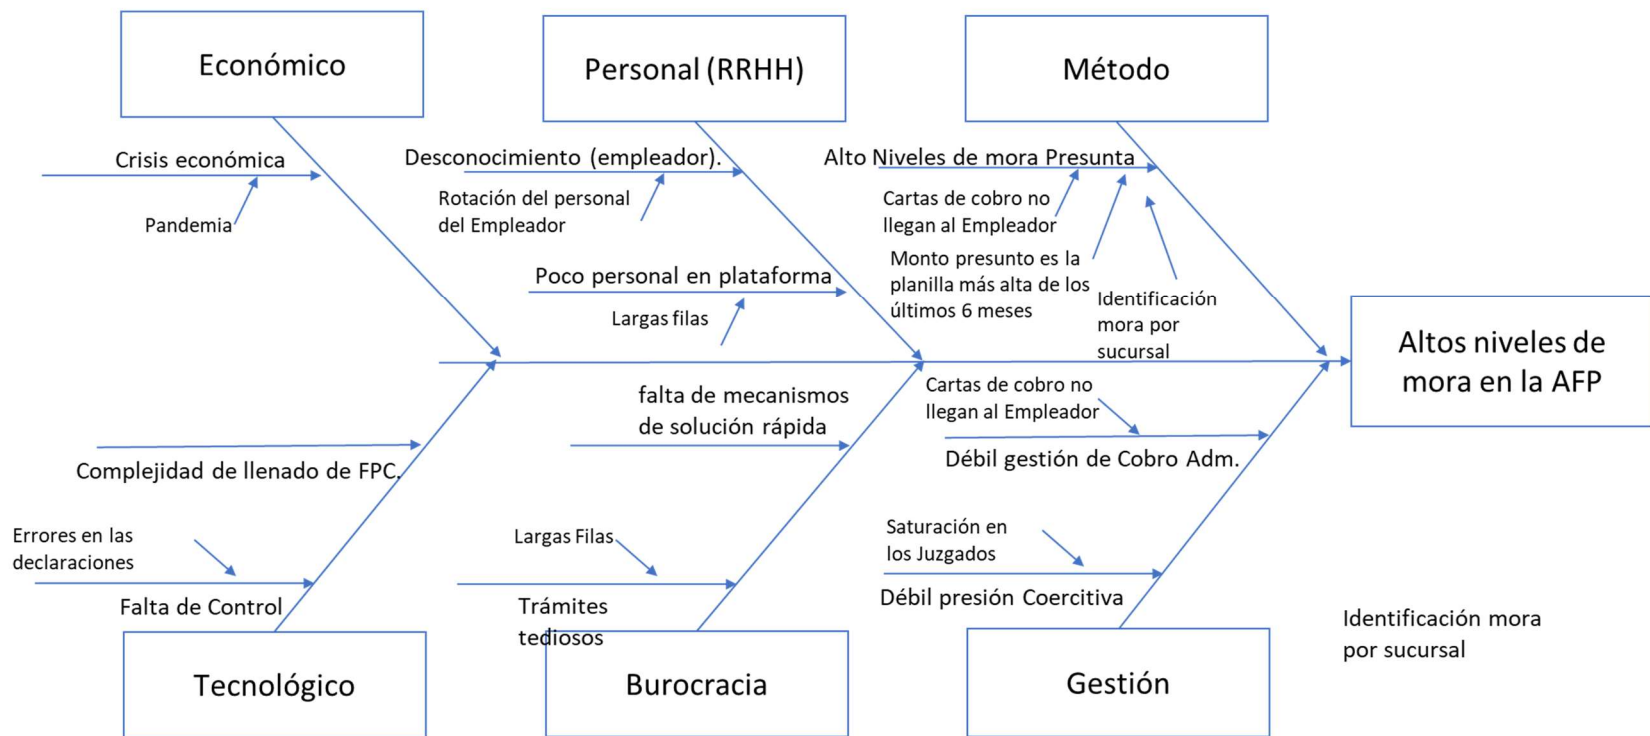 Económico
Personal (RRHH)
Método
Crisis económica
Pandemia
Desconocimiento (empleador).
Rotación del personal
del Empleador
Poco personal en plataforma
Largas filas
Alto Niveles de mora Presunta
Cartas de cobro no
llegan al Empleador
Monto presunto es la
planilla más alta de los
últimos 6 meses
Identificación
mora por
sucursal
Altos niveles de
mora en la AFP
Complejidad de llenado de FPC.
Errores en las
declaraciones
Falta de Control
falta de mecanismos
de solución rápida
Largas Filas
Trámites
tediosos
Cartas de cobro no
llegan al Empleador
Débil gestión de Cobro Adm.
Saturación en
los Juzgados
Débil presión Coercitiva
Identificación mora
por sucursal
Tecnológico
Burocracia
Gestión